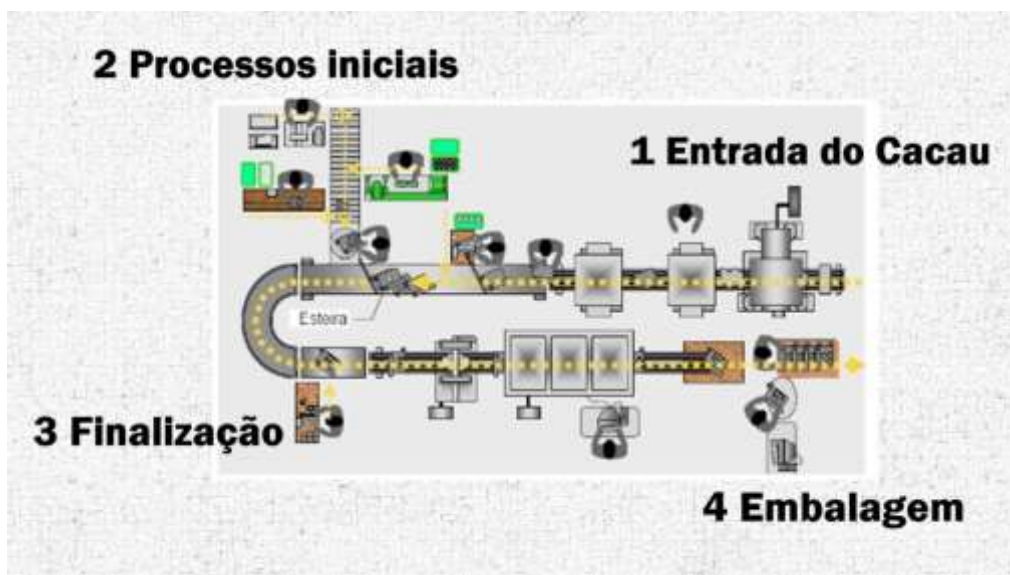 2 Processos iniciais
1 Entrada do Cacau
Esteira
3 Finalização
4 Embalagem